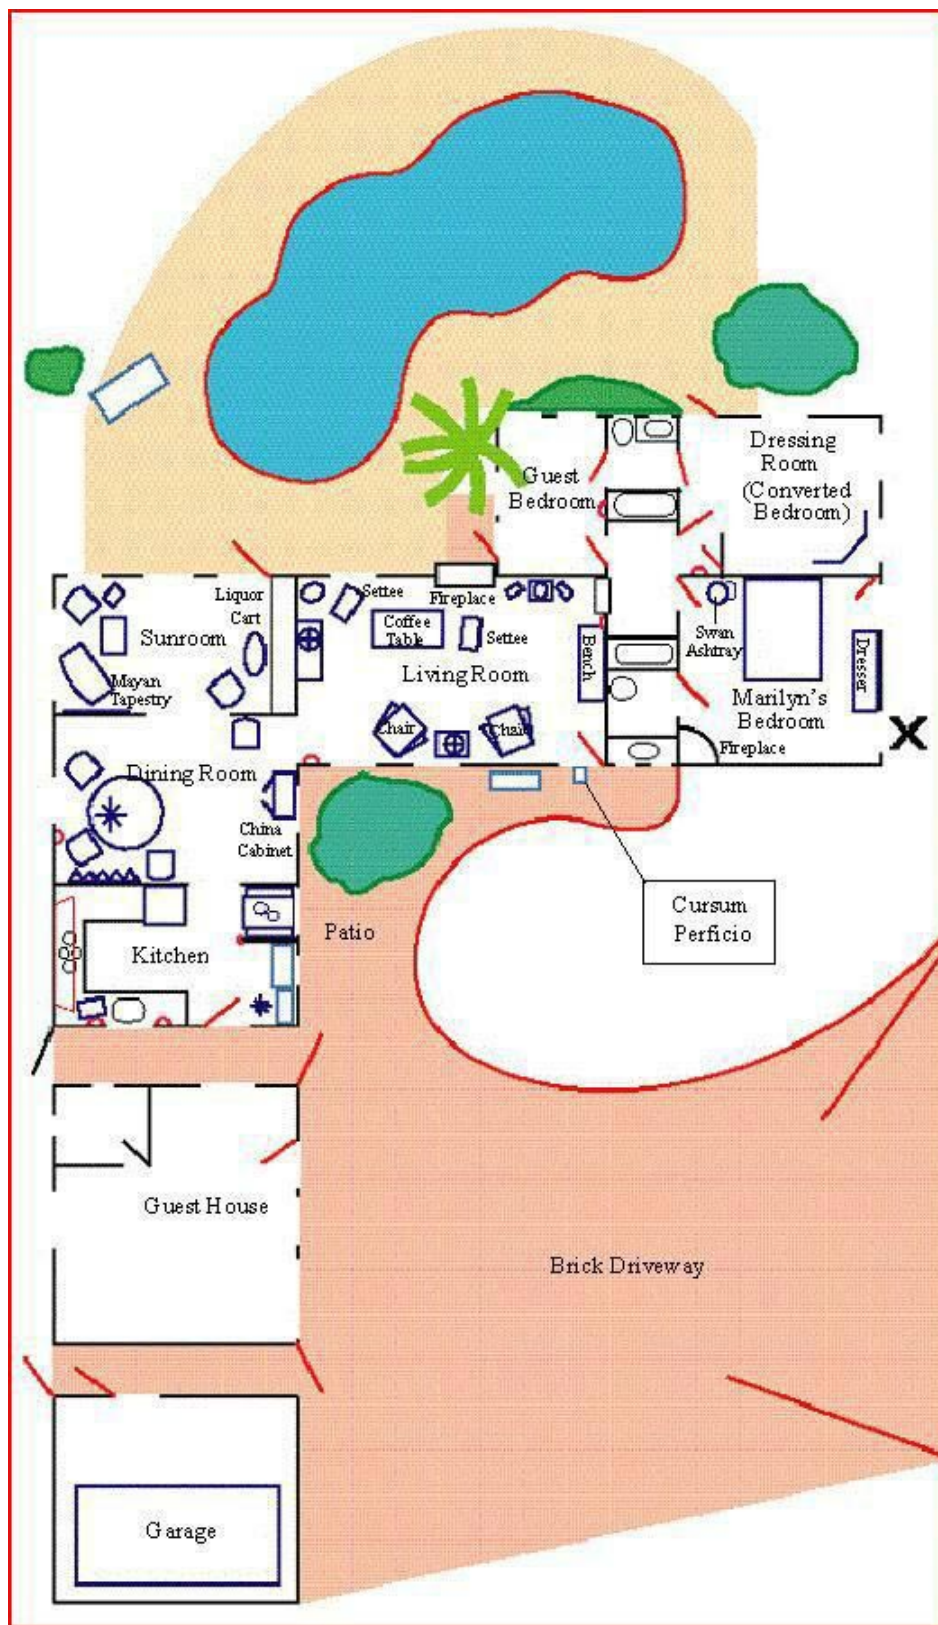 Dressing
Room
(Converted
Bedroom)
Guest
Bedroom
Liquor
Cart
Settee
Fireplace
Sunroom
Coffee
Table
Settee
Swan
Ashtray
Bench
Dresser
Living Room
Mayan
Tapestry
Marilyn's
Bedroom
Chair
Chair
Fireplace
X
Dining Room
China
Cabinet
Cursum
Perficio
Patio
Kitchen
Guest House
Brick Driveway
Garage